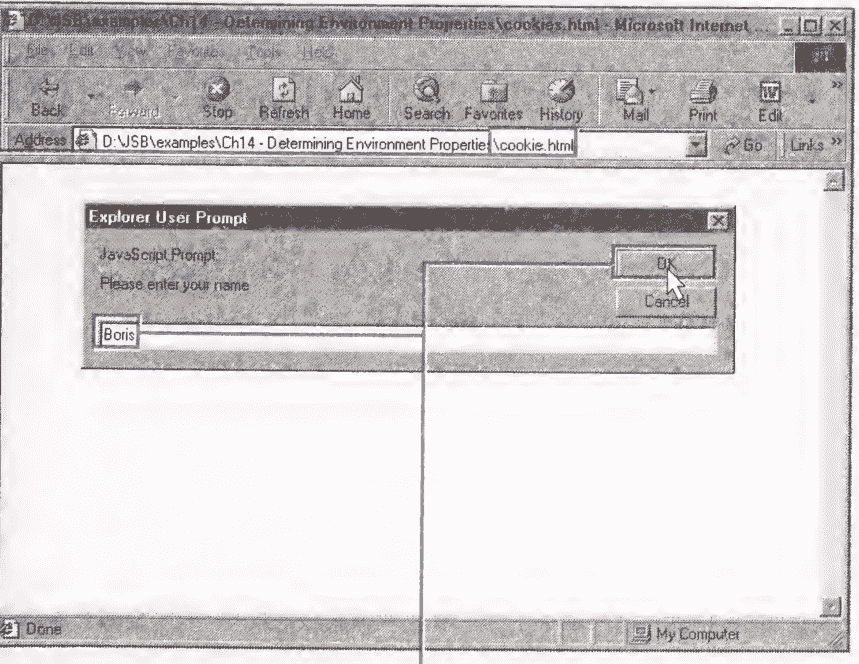 D:\JSB\examples\Ch14 - Determining Environment Properties\cookies.html - Microsoft Internet ...
File Edit View Favorites Tools Help
Back Forward Stop Refresh Home Search Favorites History Mail Print Edit »
Address D:\JSB\examples\Ch14 - Determining Environment Propertie \cookie.html Go Links »
Explorer User Prompt
JavaScript Prompt:
Please enter your name
OK
Cancel
Boris
Done
My Computer